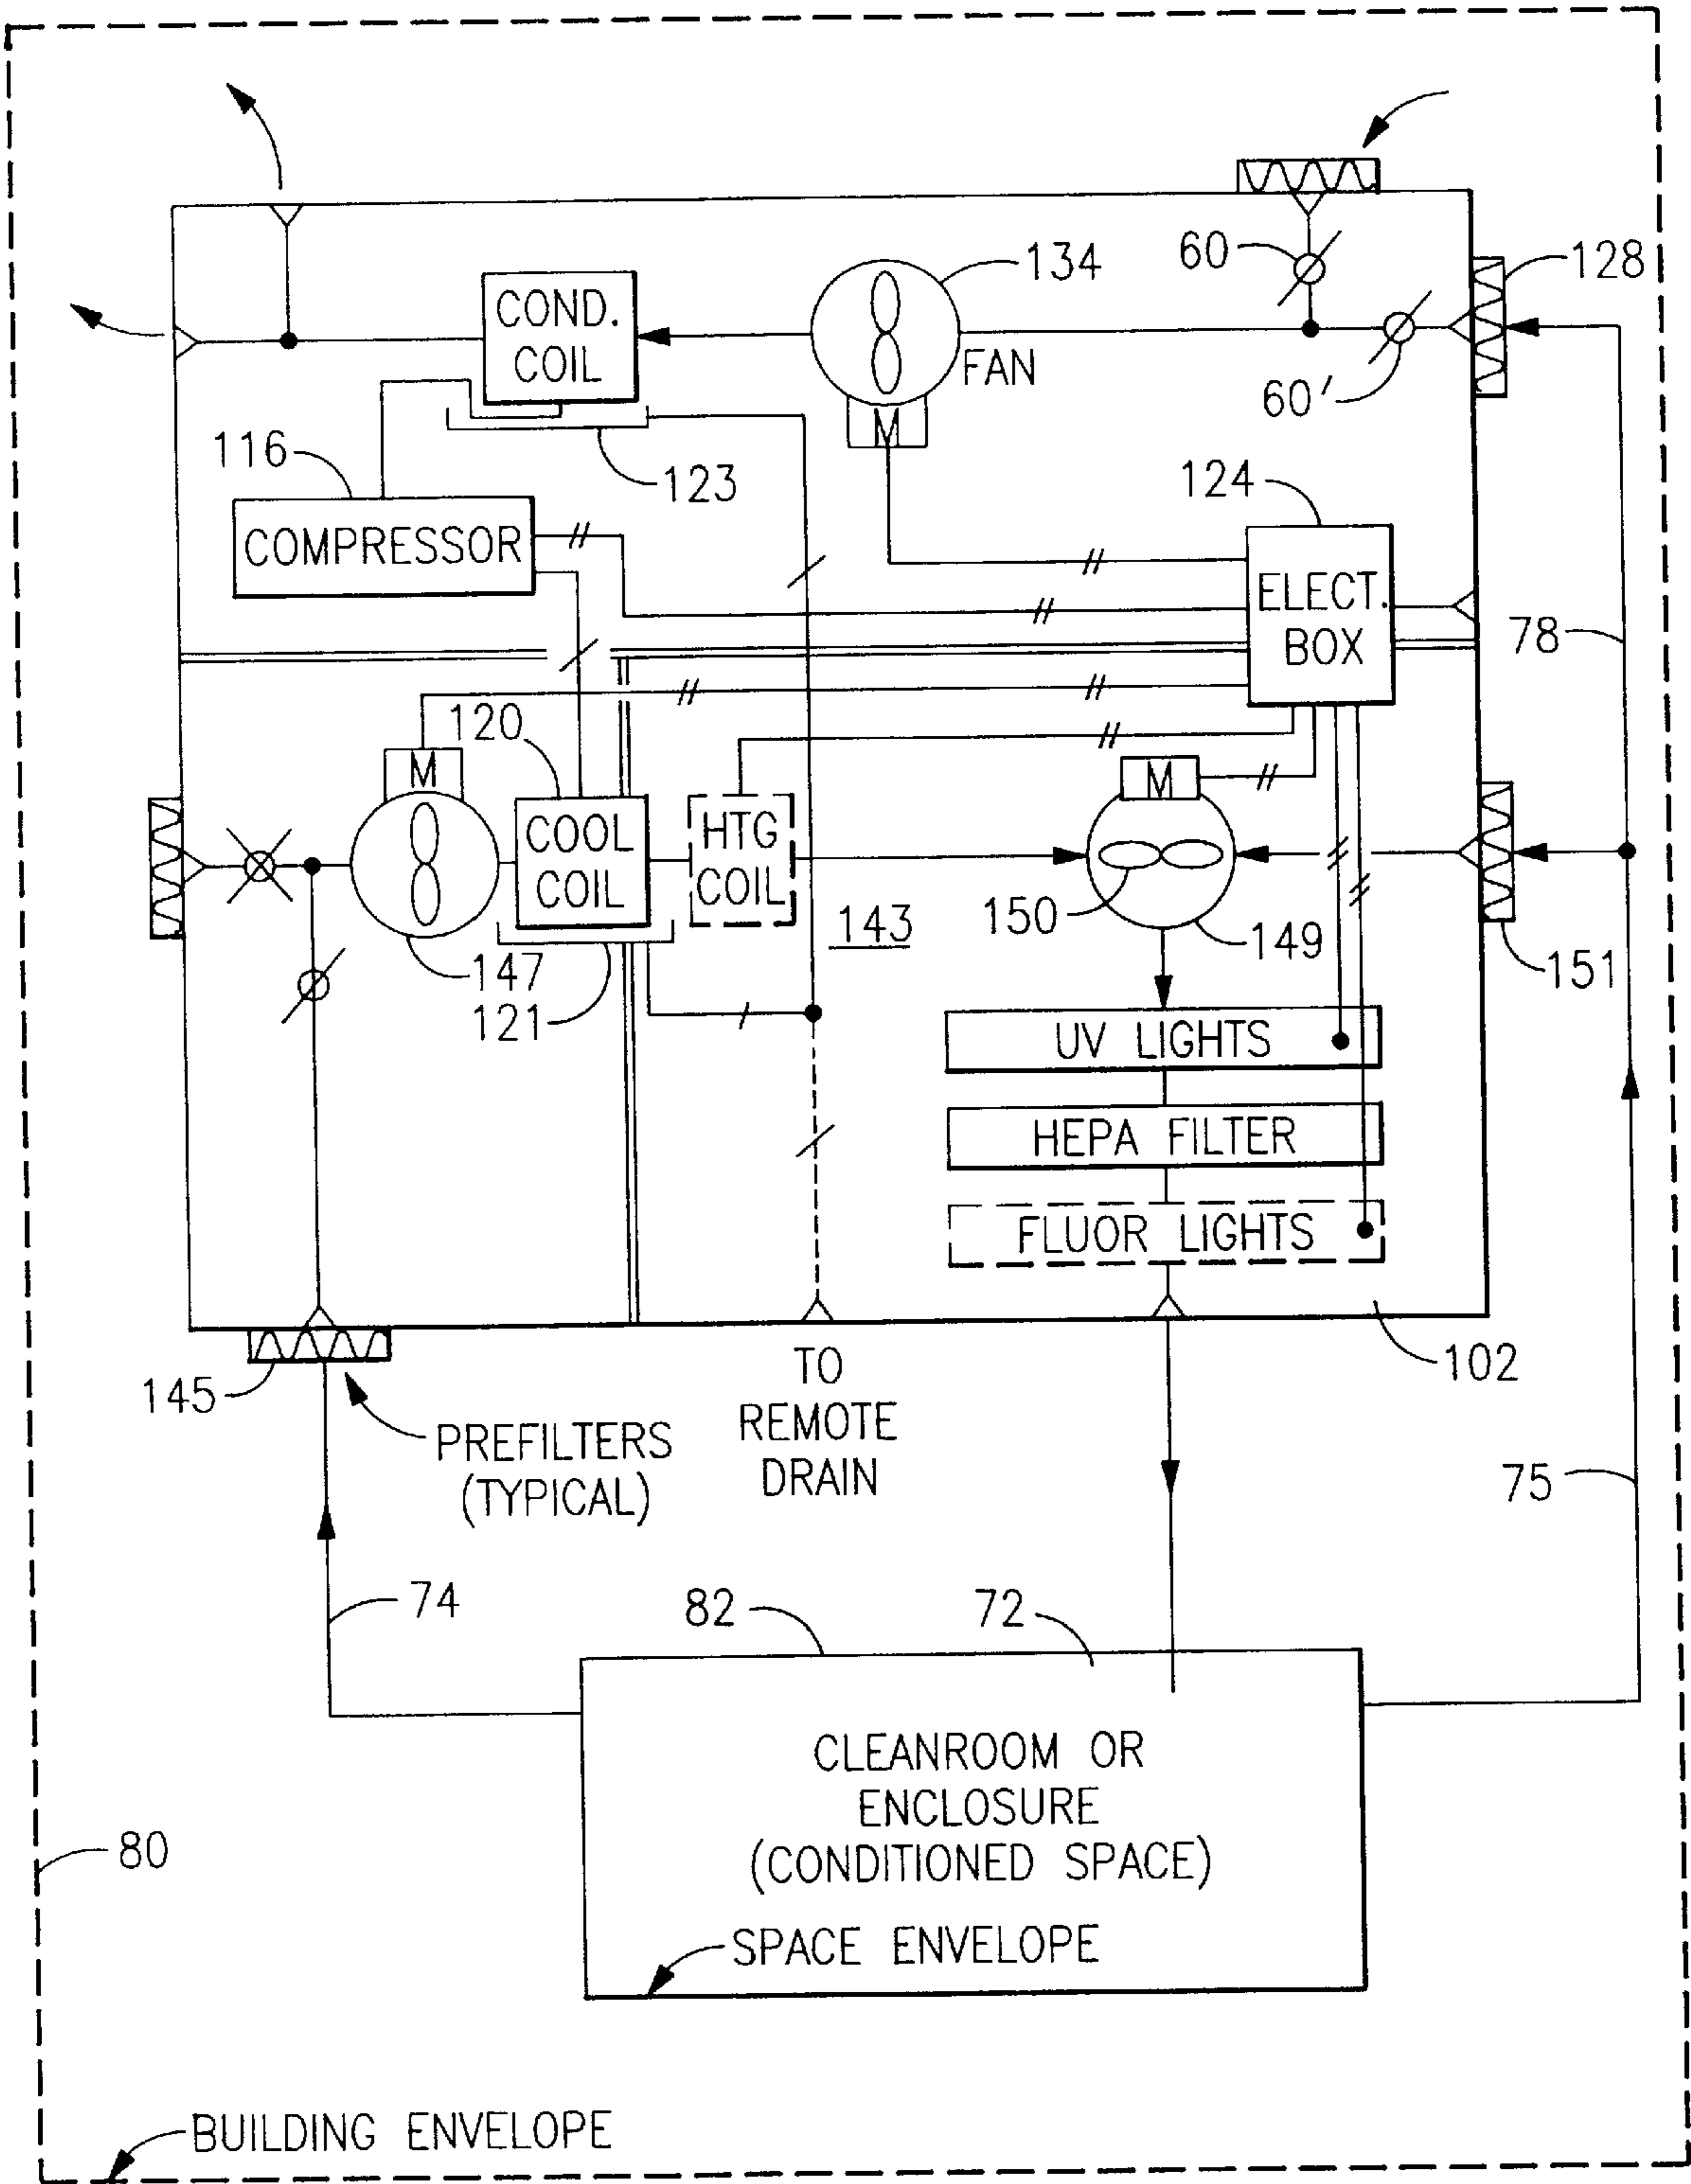 134
60
128
COND.
COIL
FAN
60'
M
116
123
124
COMPRESSOR
ELECT.
BOX
78
120
M
M
COOL
COIL
HTG
COIL
143
150
149
147
121
151
UV LIGHTS
HEPA FILTER
FLUOR LIGHTS
102
145
TO
REMOTE
DRAIN
PREFILTERS
(TYPICAL)
75
74
82
72
CLEANROOM OR
ENCLOSURE
(CONDITIONED SPACE)
80
SPACE ENVELOPE
BUILDING ENVELOPE